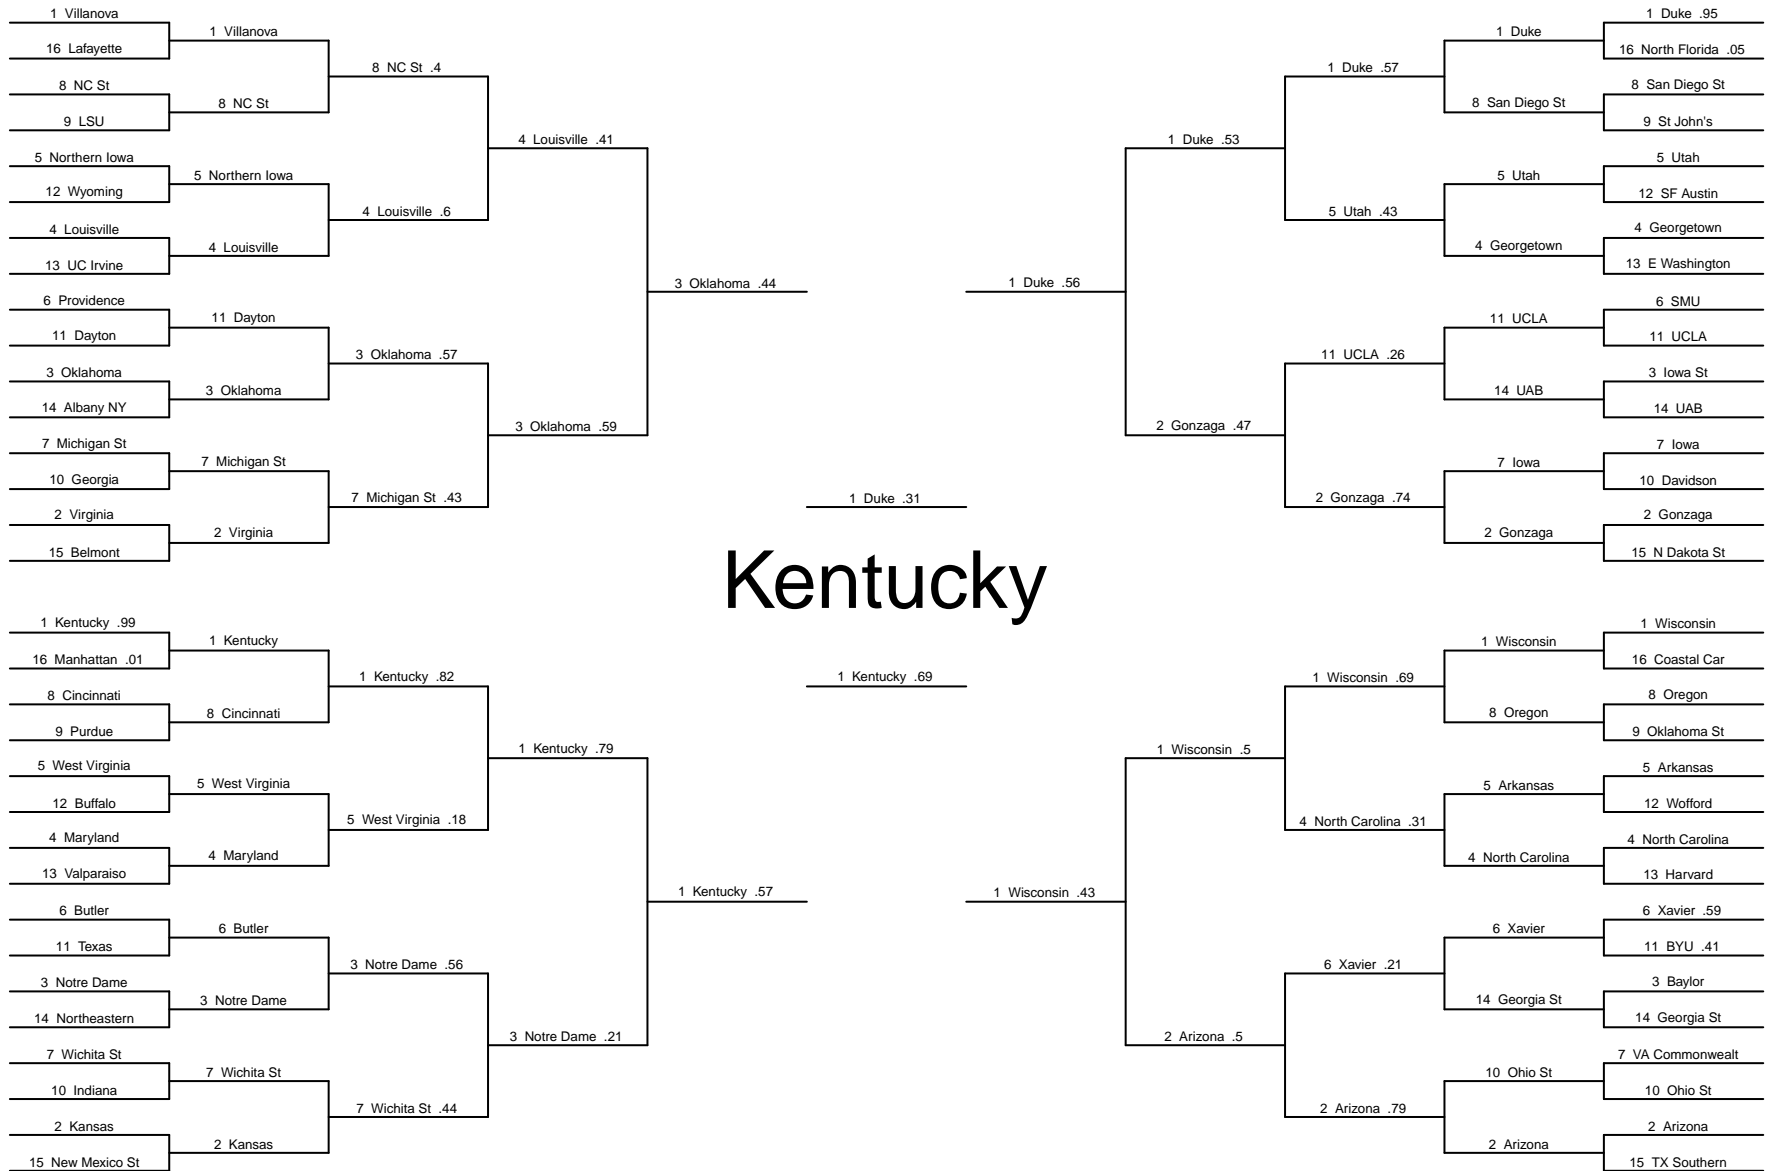 1 Villanova
16 Lafayette
8 NC St
9 LSU
5 Northern Iowa
12 Wyoming
4 Louisville
13 UC Irvine
6 Providence
11 Dayton
3 Oklahoma
14 Albany NY
7 Michigan St
10 Georgia
2 Virginia
15 Belmont
1 Villanova
8 NC St
5 Northern Iowa
4 Louisville
11 Dayton
3 Oklahoma
7 Michigan St
2 Virginia
8 NC St .4
4 Louisville .6
3 Oklahoma .57
7 Michigan St .43
4 Louisville .41
3 Oklahoma .59
3 Oklahoma .44
1 Duke .31
1 Duke .56
1 Duke .53
2 Gonzaga .47
1 Duke .57
5 Utah .43
11 UCLA .26
2 Gonzaga .74
1 Duke
8 San Diego St
5 Utah
4 Georgetown
11 UCLA
14 UAB
7 Iowa
2 Gonzaga
1 Duke .95
16 North Florida .05
8 San Diego St
9 St John's
5 Utah
12 SF Austin
4 Georgetown
13 E Washington
6 SMU
11 UCLA
3 Iowa St
14 UAB
7 Iowa
10 Davidson
2 Gonzaga
15 N Dakota St
Kentucky
1 Kentucky .99
16 Manhattan .01
8 Cincinnati
9 Purdue
5 West Virginia
12 Buffalo
4 Maryland
13 Valparaiso
6 Butler
11 Texas
3 Notre Dame
14 Northeastern
7 Wichita St
10 Indiana
2 Kansas
15 New Mexico St
1 Kentucky
8 Cincinnati
5 West Virginia
4 Maryland
6 Butler
3 Notre Dame
7 Wichita St
2 Kansas
1 Kentucky .82
5 West Virginia .18
3 Notre Dame .56
7 Wichita St .44
1 Kentucky .79
3 Notre Dame .21
1 Kentucky .57
1 Kentucky .69
1 Wisconsin .43
1 Wisconsin .5
2 Arizona .5
1 Wisconsin .69
4 North Carolina .31
6 Xavier .21
2 Arizona .79
1 Wisconsin
8 Oregon
5 Arkansas
4 North Carolina
6 Xavier
14 Georgia St
10 Ohio St
2 Arizona
1 Wisconsin
16 Coastal Car
8 Oregon
9 Oklahoma St
5 Arkansas
12 Wofford
4 North Carolina
13 Harvard
6 Xavier .59
11 BYU .41
3 Baylor
14 Georgia St
7 VA Commonwealt
10 Ohio St
2 Arizona
15 TX Southern